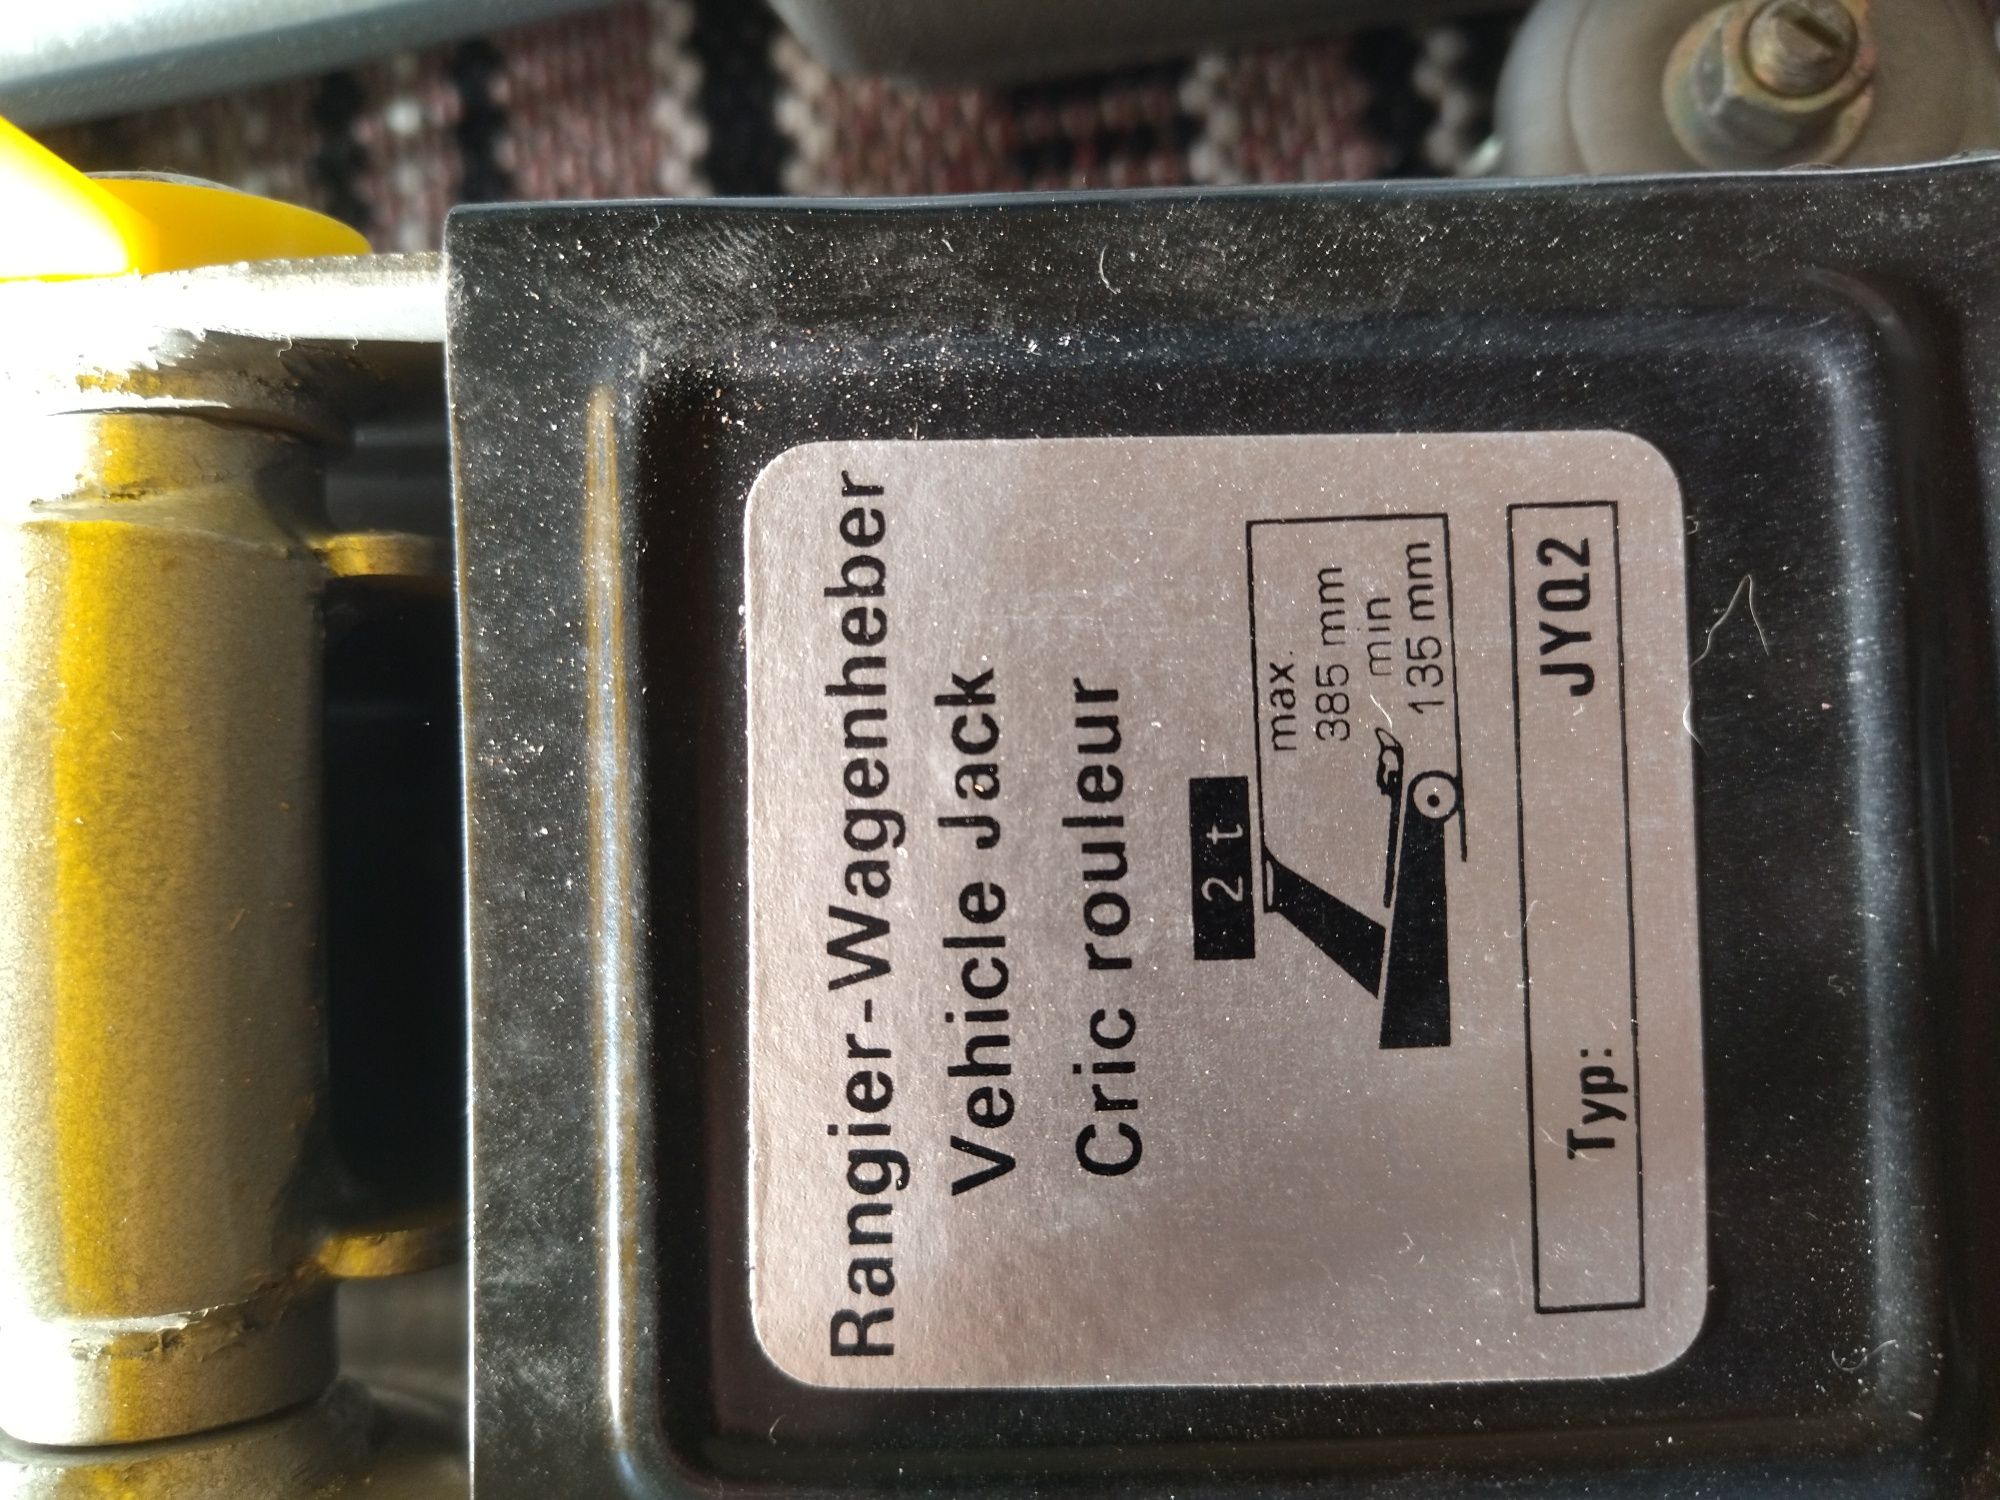 Rangier-Wagenheber
Vehicle Jack
Cric rouleur
2 t
max.
385 mm
min
135 mm
Typ: JYQ2